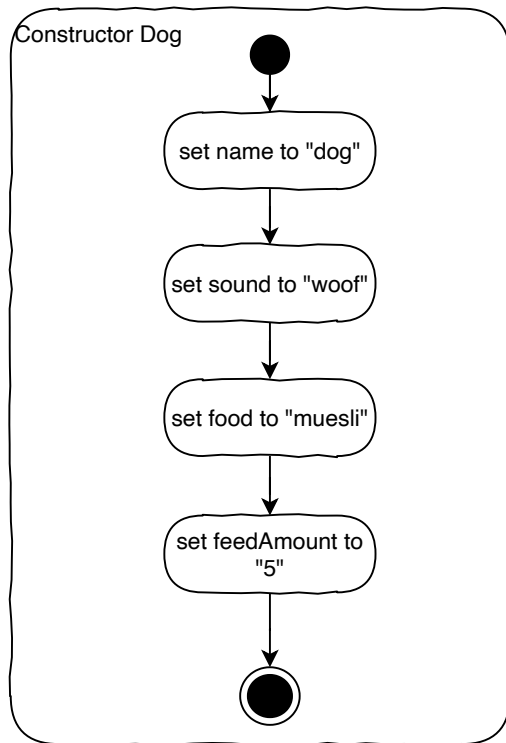 Constructor Dog
set name to "dog"
set sound to "woof"
set food to "muesli"
set feedAmount to
"5"